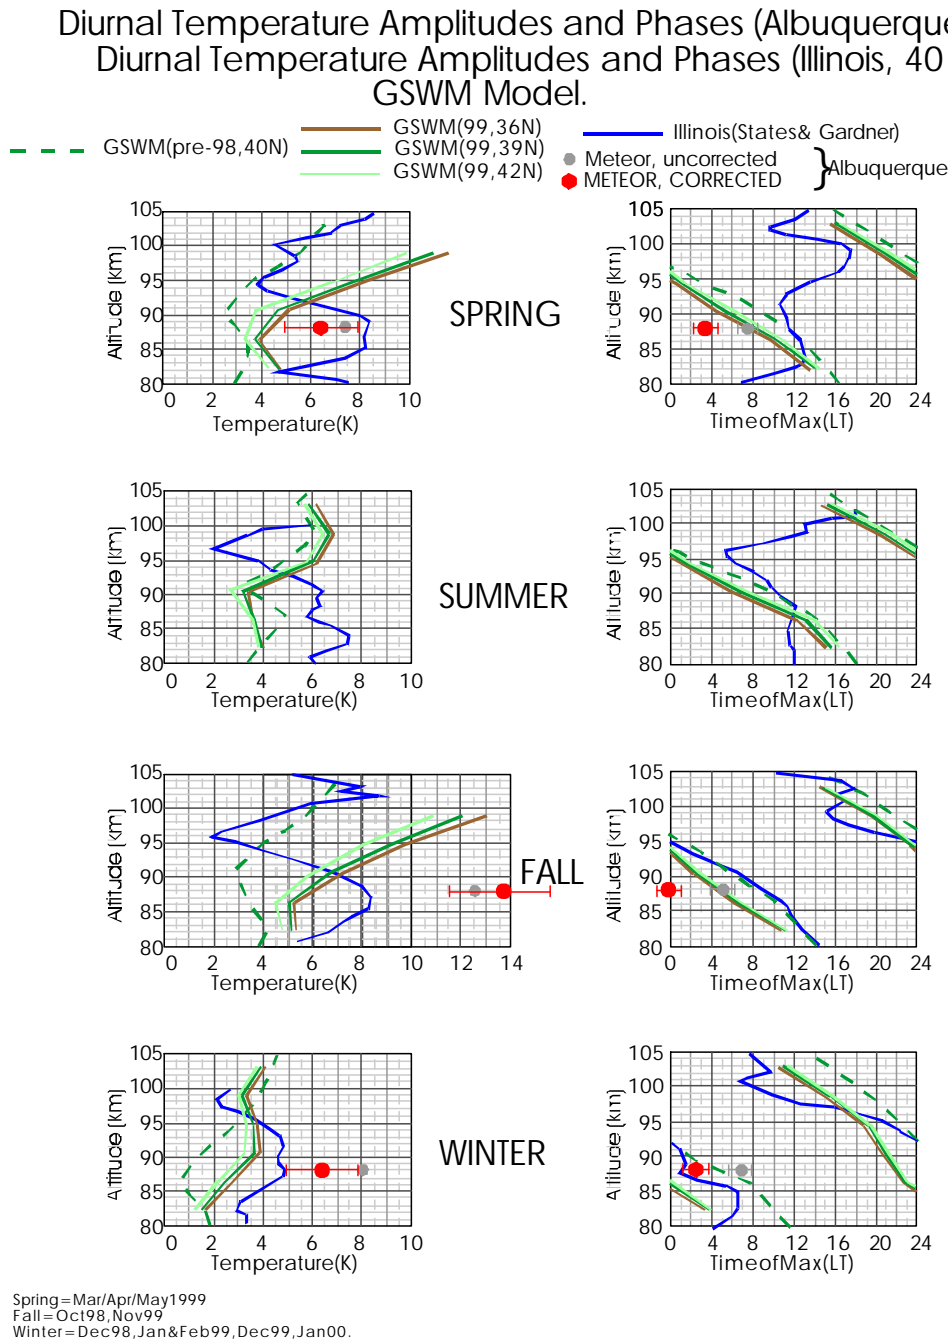 Diurnal Temperature Amplitudes and Phases (Albuquerque
Diurnal Temperature Amplitudes and Phases (Illinois, 40
GSWM Model.
GSWM(pre-98,40N)
GSWM(99,36N)
GSWM(99,39N)
GSWM(99,42N)
Illinois(States& Gardner)
Meteor, uncorrected
METEOR, CORRECTED
}Albuquerque
105
100
95
90
85
80
Altitude (km)
0 2 4 6 8 10
Temperature(K)
SPRING
105
100
95
90
85
80
Altitude (km)
0 4 8 12 16 20 24
TimeofMax(LT)
105
100
95
90
85
80
Altitude (km)
0 2 4 6 8 10
Temperature(K)
SUMMER
105
100
95
90
85
80
Altitude (km)
0 4 8 12 16 20 24
TimeofMax(LT)
105
100
95
90
85
80
Altitude (km)
0 2 4 6 8 10 12 14
Temperature(K)
FALL
105
100
95
90
85
80
Altitude (km)
0 4 8 12 16 20 24
TimeofMax(LT)
105
100
95
90
85
80
Altitude (km)
0 2 4 6 8 10
Temperature(K)
WINTER
105
100
95
90
85
80
Altitude (km)
0 4 8 12 16 20 24
TimeofMax(LT)
Spring=Mar/Apr/May1999
Fall=Oct98,Nov99
Winter=Dec98,Jan&Feb99,Dec99,Jan00.